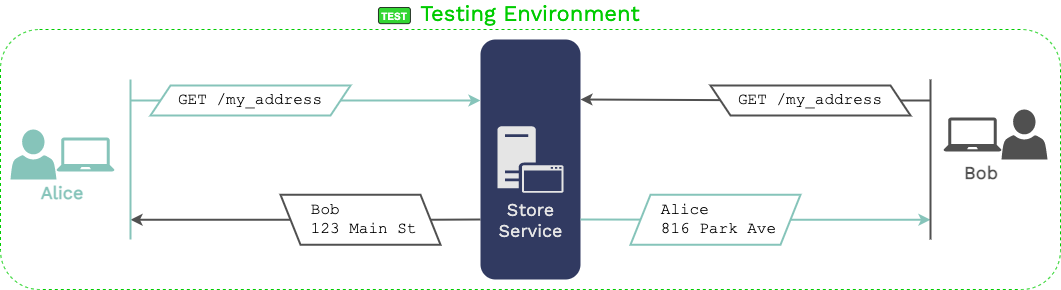 TEST Testing Environment
GET /my_address
GET /my_address
Alice
Bob
Bob
123 Main St
Store
Service
Alice
816 Park Ave